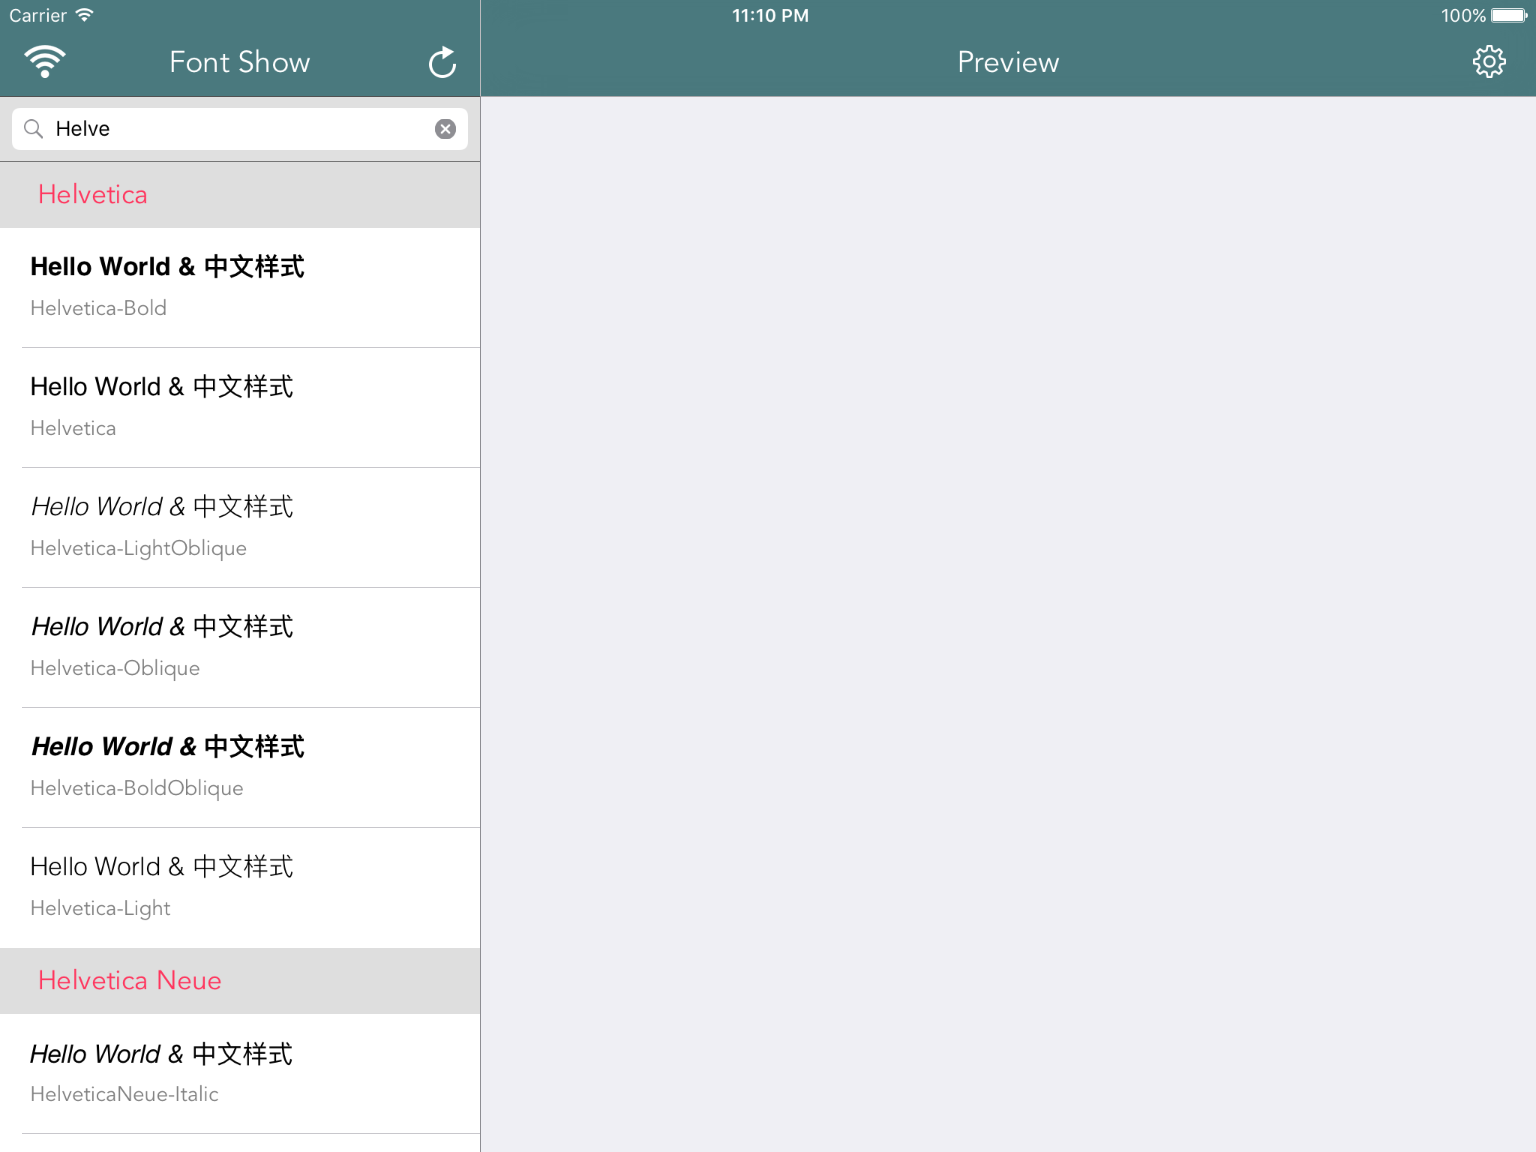 Carrier
11:10 PM
100%
Font Show
Preview
Helve
Helvetica
Hello World & 中文样式
Helvetica-Bold
Hello World & 中文样式
Helvetica
Hello World & 中文样式
Helvetica-LightOblique
Hello World & 中文样式
Helvetica-Oblique
Hello World & 中文样式
Helvetica-BoldOblique
Hello World & 中文样式
Helvetica-Light
Helvetica Neue
Hello World & 中文样式
HelveticaNeue-Italic